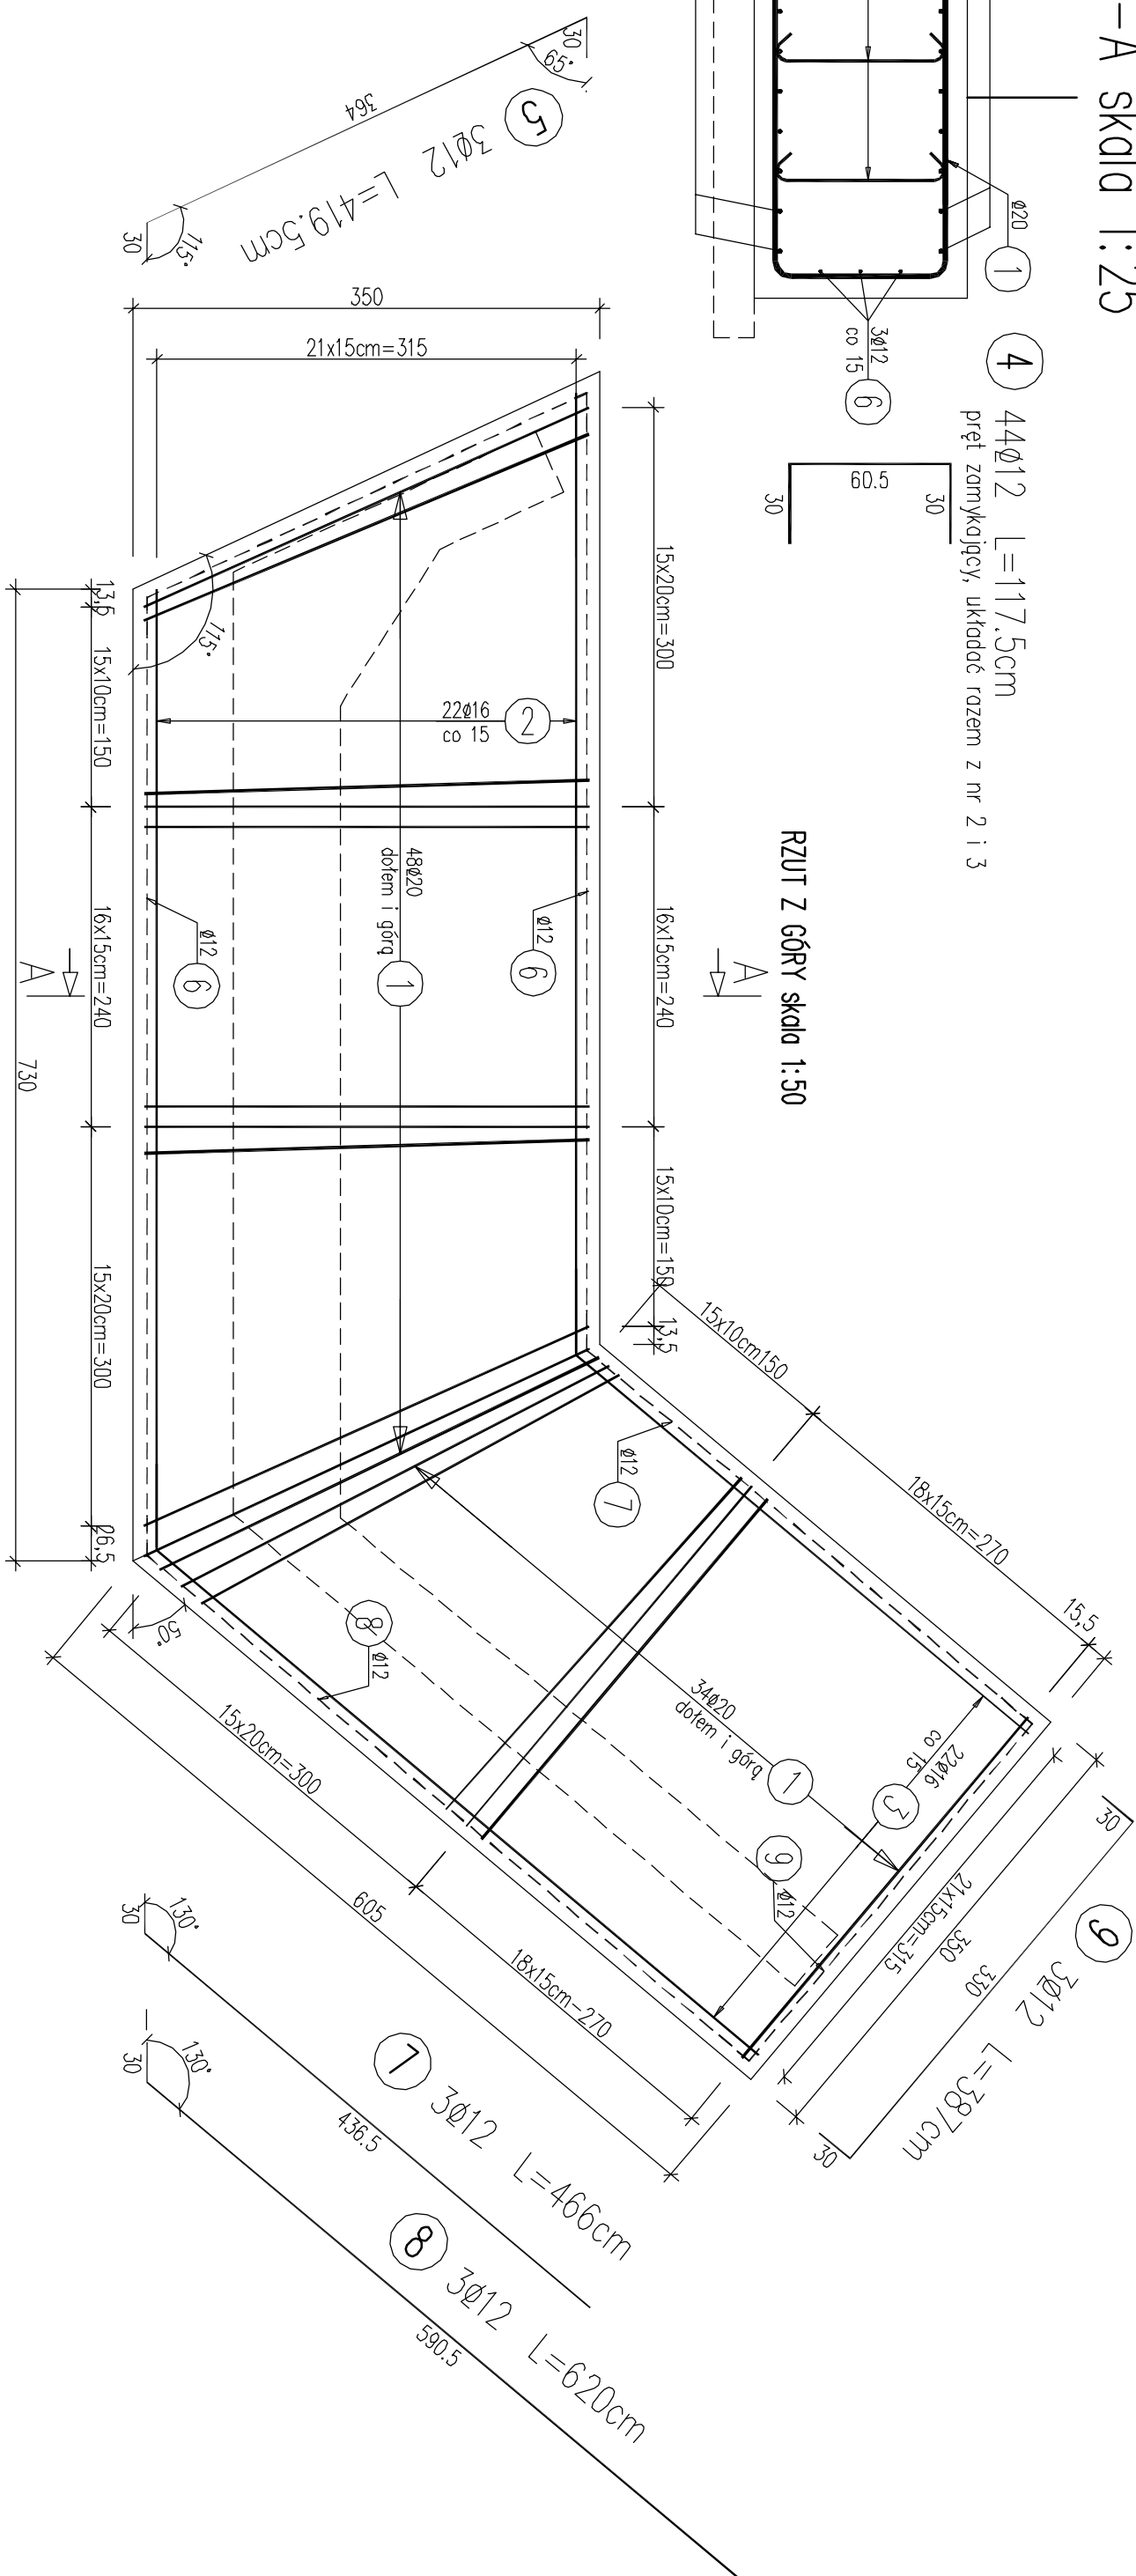 -A skala 1:25
ø20
1
3ø12
co 15
6
4
44ø12 L=117.5cm
pręt zamykający, układać razem z nr 2 i 3
30
60.5
30
30
65°
364
5
3ø12 L=419.5cm
115°
30
RZUT Z GÓRY skala 1:50
350
21x15cm=315
15x20cm=300
16x15cm=240
15x10cm=150
13,5
A
115°
22ø16
co 15
2
48ø20
dołem i górą
1
ø12
6
ø12
6
13,5
15x10cm=150
16x15cm=240
15x20cm=300
26,5
A
730
50°
15x10cm150
18x15cm=270
15,5
ø12
7
ø12
8
34ø20
dołem i górą
1
22ø16
co 15
3
ø12
9
15x20cm=300
18x15cm=270
605
21x15cm=315
350
330
30
30
9
3ø12 L=387cm
130°
30
436.5
7
3ø12 L=466cm
130°
30
590.5
8
3ø12 L=620cm